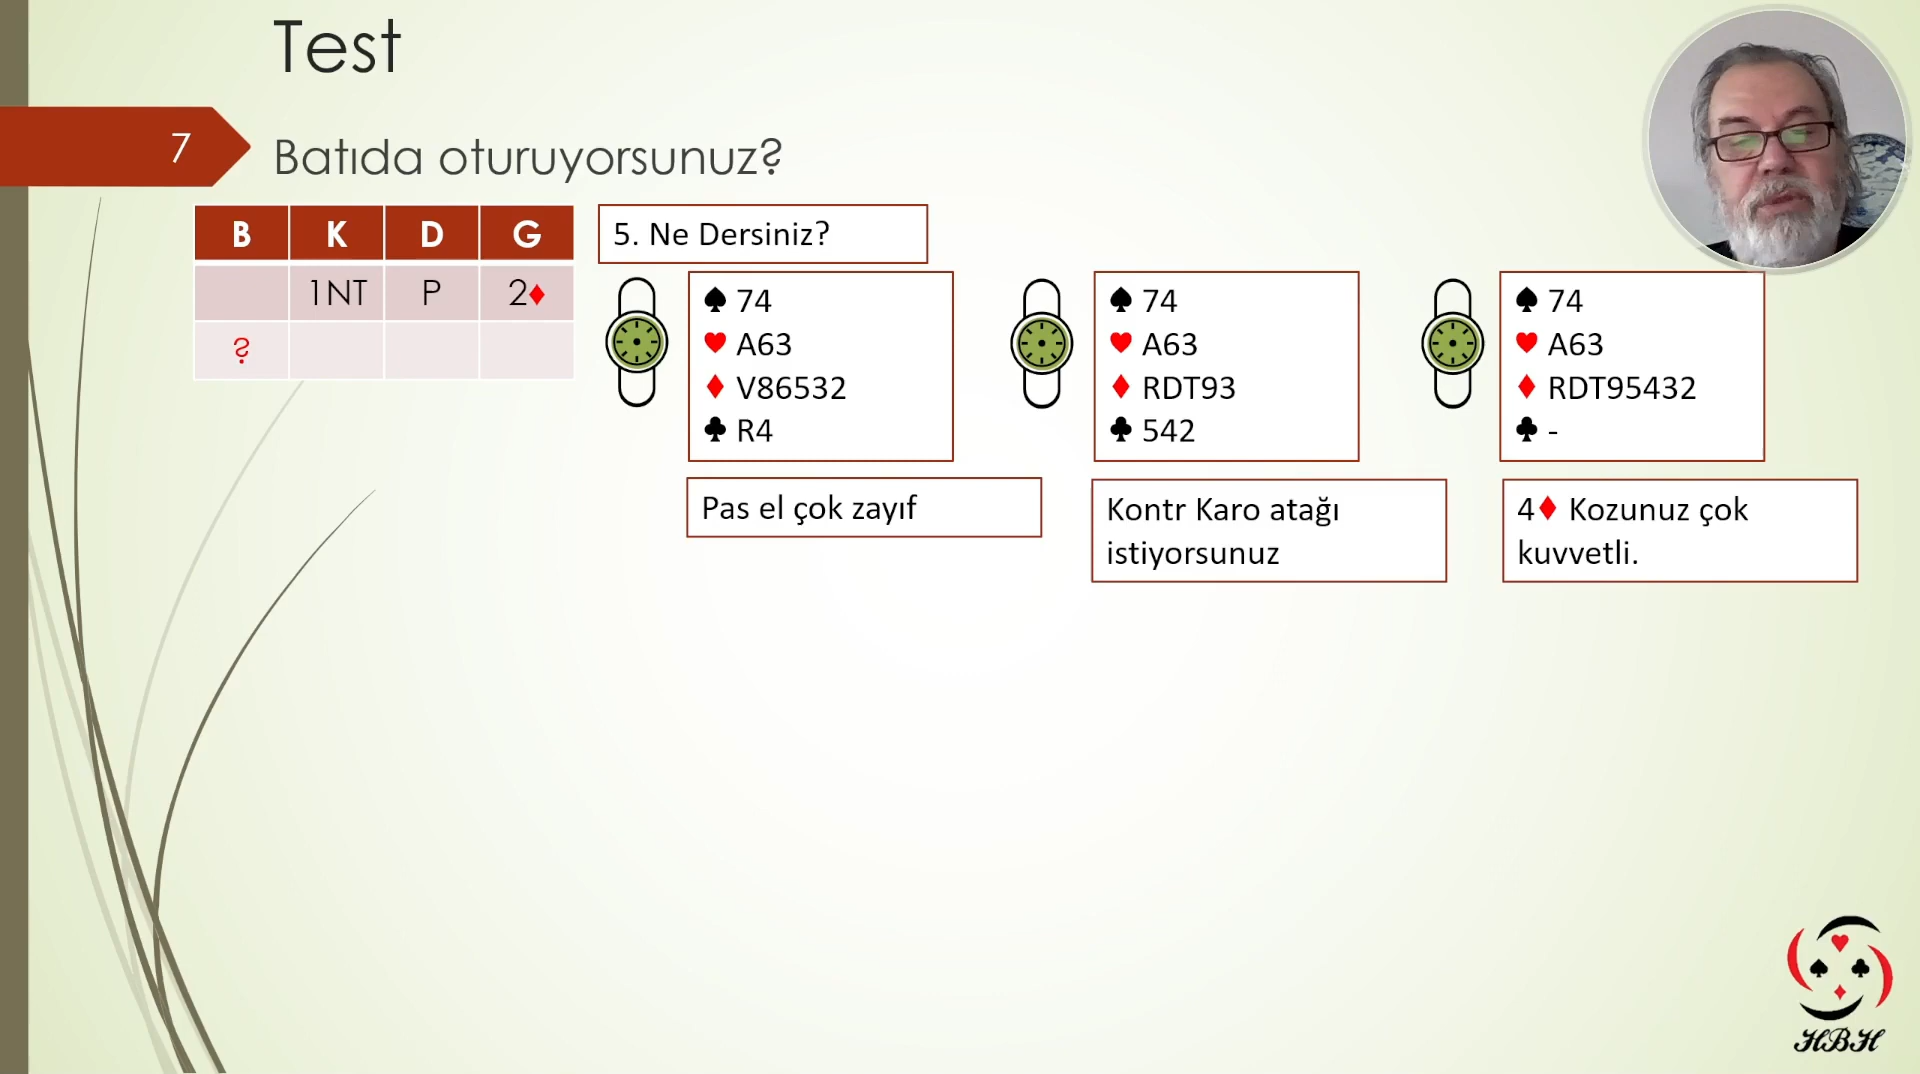 Test
7
Batıda oturuyorsunuz?
B K D G
1NT P 2♦
?
5. Ne Dersiniz?
♠ 74
♥ A63
♦ V86532
♣ R4
Pas el çok zayıf
♠ 74
♥ A63
♦ RDT93
♣ 542
Kontr Karo atağı
istiyorsunuz
♠ 74
♥ A63
♦ RDT95432
♣ -
4♦ Kozunuz çok
kuvvetli.
HBH